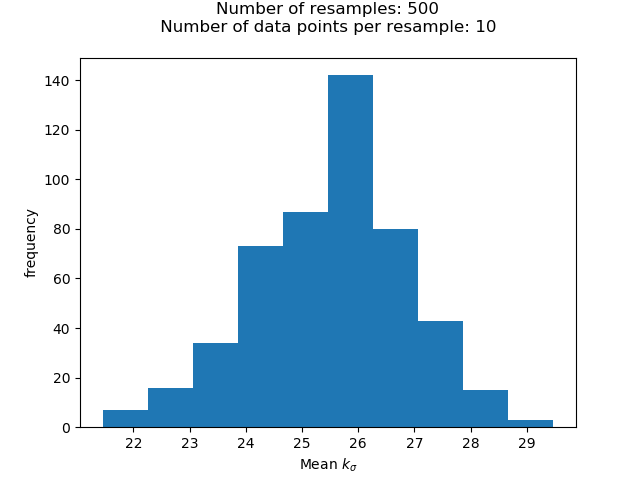 Number of resamples: 500
Number of data points per resample: 10
140
120
100
80
60
40
20
0
frequency
22 23 24 25 26 27 28 29
Mean $k_\sigma$